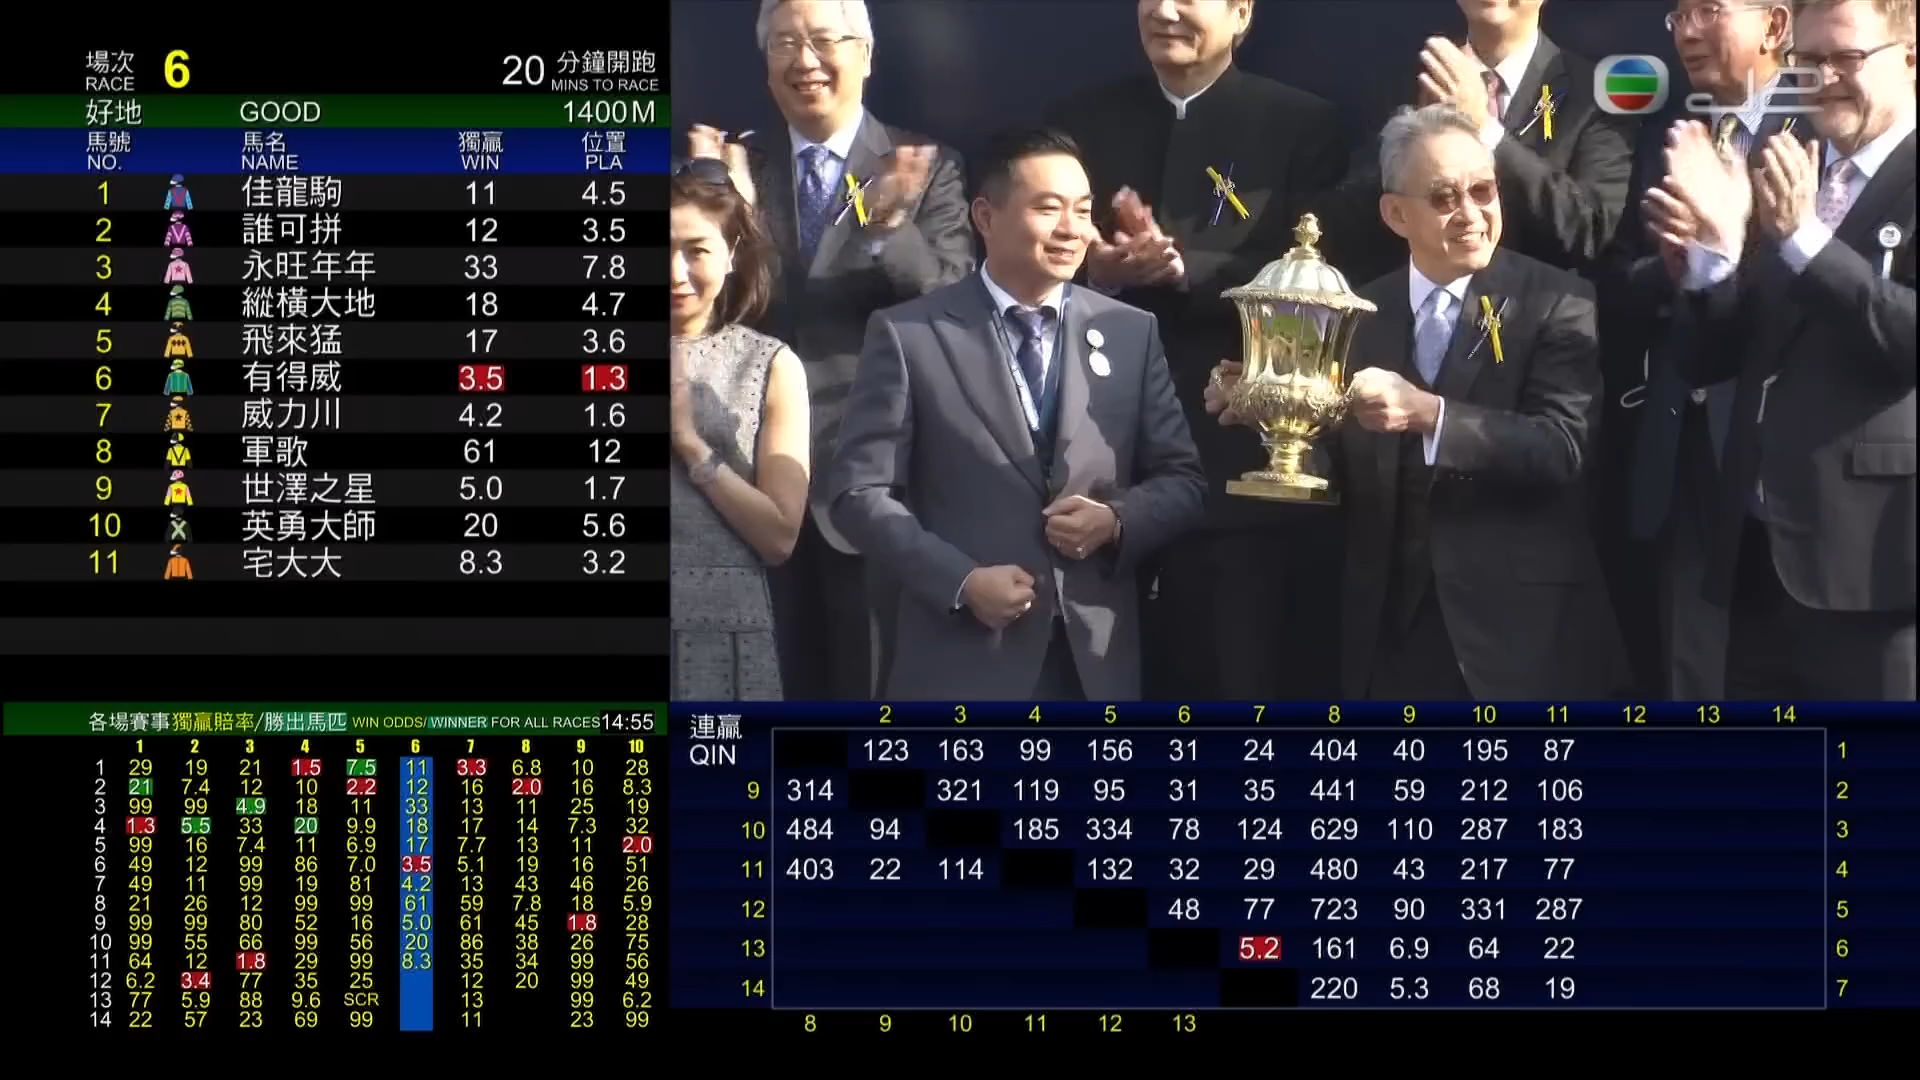 場次 6 20 分鐘開跑
RACE MINS TO RACE
好地 GOOD 1400M
馬號 馬名 獨贏 位置
NO. NAME WIN PLA
1 佳龍駒 11 4.5
2 誰可拼 12 3.5
3 永旺年年 33 7.8
4 縱橫大地 18 4.7
5 飛來猛 17 3.6
6 有得威 3.5 1.3
7 威力川 4.2 1.6
8 軍歌 61 12
9 世澤之星 5.0 1.7
10 英勇大師 20 5.6
11 宅大大 8.3 3.2
J2
各場賽事獨贏賠率/勝出馬匹 WIN ODDS/WINNER FOR ALL RACES 14:55
1 2 3 4 5 6 7 8 9 10
1 29 19 21 1.5 7.5 11 3.3 6.8 10 28
2 21 7.4 12 10 2.2 12 16 2.0 16 8.3
3 99 99 4.9 18 11 33 13 11 25 19
4 1.3 5.5 33 20 9.9 18 17 14 7.3 32
5 99 16 7.4 11 6.9 17 7.7 13 11 2.0
6 49 12 99 86 7.0 3.5 5.1 19 16 51
7 49 11 99 19 81 4.2 13 43 46 26
8 21 26 12 99 99 61 59 7.8 18 5.9
9 99 99 80 52 16 5.0 61 45 1.8 28
10 99 55 66 99 56 20 86 38 26 75
11 64 12 1.8 29 99 8.3 35 34 99 56
12 6.2 3.4 77 35 25 12 20 99 49
13 77 5.9 88 9.6 SCR 13 99 6.2
14 22 57 23 69 99 11 23 99
連贏 2 3 4 5 6 7 8 9 10 11 12 13 14
QIN 123 163 99 156 31 24 404 40 195 87 1
9 314 321 119 95 31 35 441 59 212 106 2
10 484 94 185 334 78 124 629 110 287 183 3
11 403 22 114 132 32 29 480 43 217 77 4
12 48 77 723 90 331 287 5
13 5.2 161 6.9 64 22 6
14 220 5.3 68 19 7
8 9 10 11 12 13